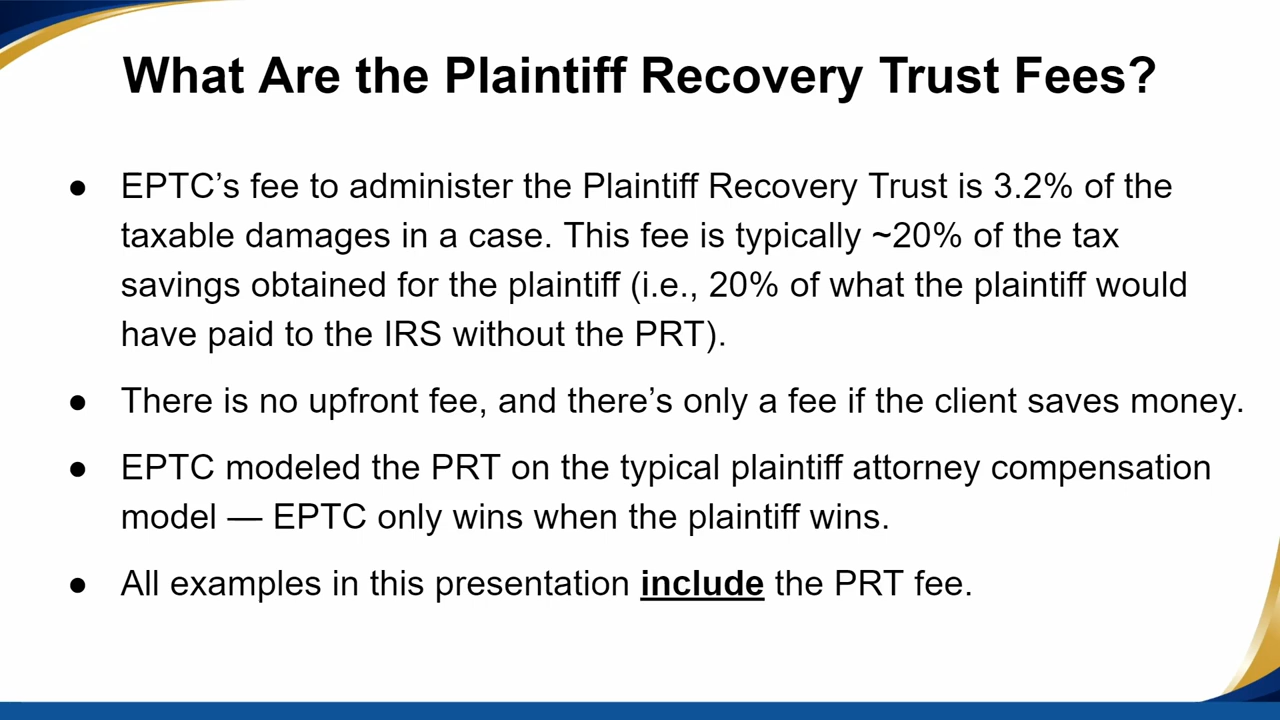 What Are the Plaintiff Recovery Trust Fees?
● EPTC’s fee to administer the Plaintiff Recovery Trust is 3.2% of the
taxable damages in a case. This fee is typically ~20% of the tax
savings obtained for the plaintiff (i.e., 20% of what the plaintiff would
have paid to the IRS without the PRT).
● There is no upfront fee, and there’s only a fee if the client saves money.
● EPTC modeled the PRT on the typical plaintiff attorney compensation
model — EPTC only wins when the plaintiff wins.
● All examples in this presentation include the PRT fee.